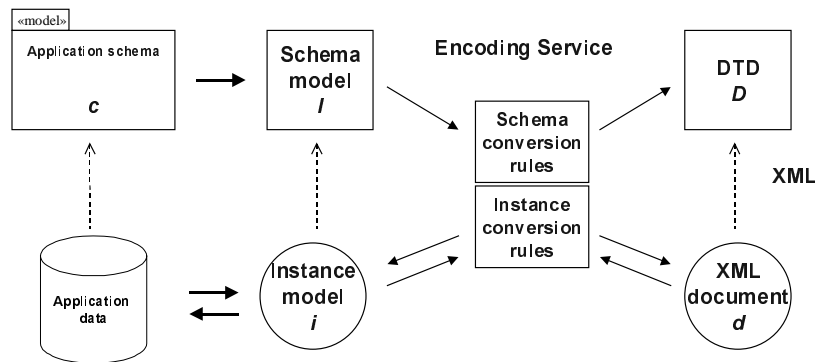 «model»
Application schema
c
Schema
model
I
Encoding Service
DTD
D
Schema
conversion
rules
XML
Instance
conversion
rules
Application
data
Instance
model
i
XML
document
d